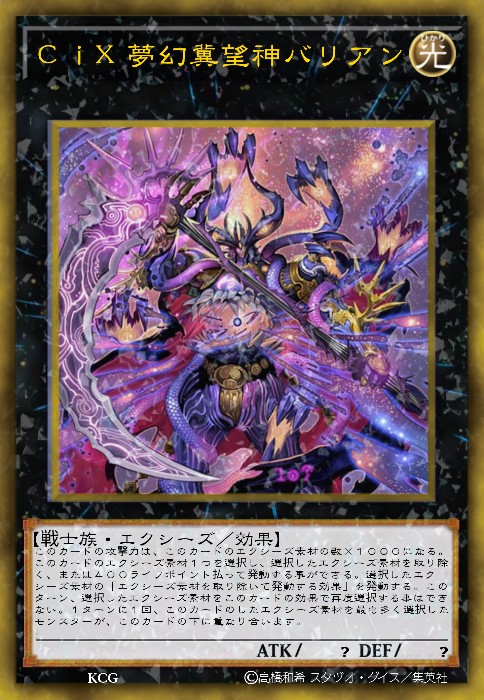 ＣｉＸ 夢幻冀望神バリアン
ひかり
光
107
【戦士族・エクシーズ／効果】
このカードの攻撃力は、このカードのエクシーズ素材の数×１０００になる。
このカードのエクシーズ素材１つを選択し、選択したエクシーズ素材を取り除
く、または４００ライフポイント払って発動する事ができる。選択したエク
シーズ素材の「エクシーズ素材を取り除いて発動する効果」を発動する。このタ
ーン、選択したエクシーズ素材をこのカードの効果で再度選択する事はでき
ない。１ターンに１回、このカードのしたエクシーズ素材を最も多く選択した
モンスターが、このカードの下に重なり合います。
ATK/ ? DEF/ ?
KCG
©高橋和希 スタヅオ・ダイス／集英社